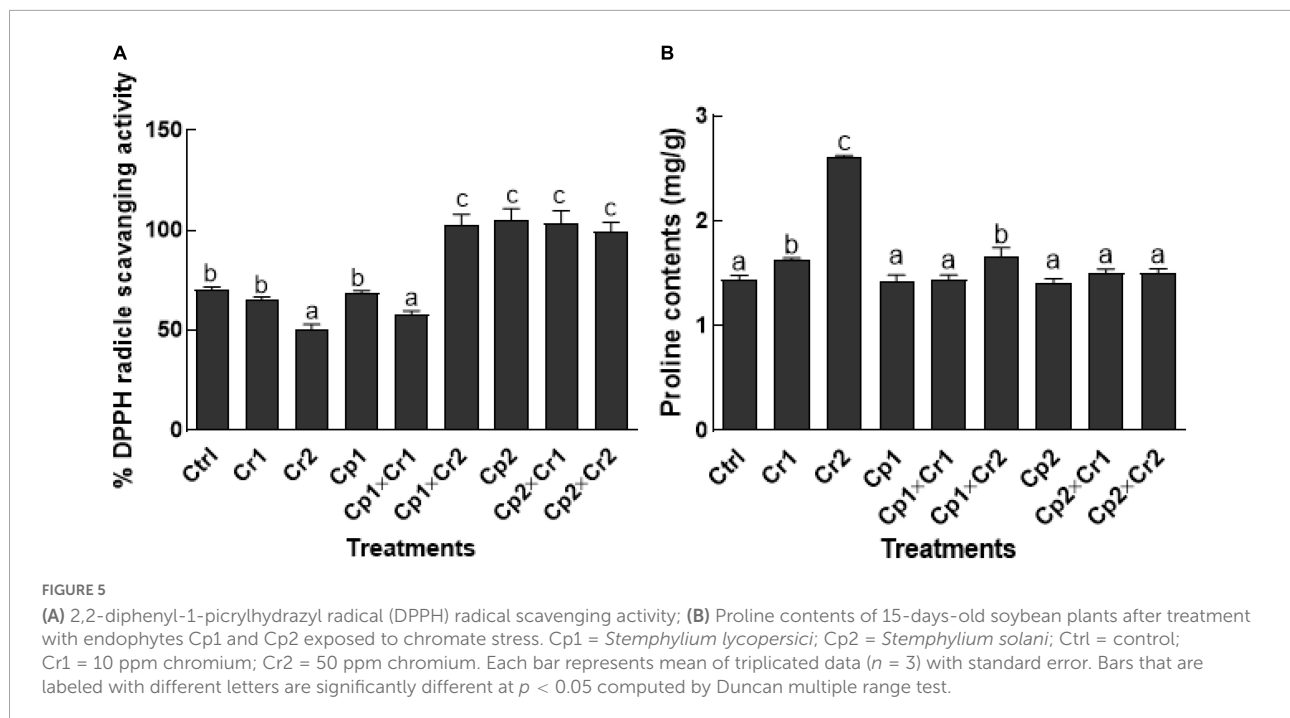 A
% DPPH radicle scavanging activity
150
100
50
0
b
b
a
b
a
c
c
c
c
Ctrl
Cr1
Cr2
Cp1
Cp1×Cr1
Cp1×Cr2
Cp2
Cp2×Cr1
Cp2×Cr2
Treatments
B
Proline contents (mg/g)
3
2
1
0
a
b
c
a
a
b
a
a
a
Ctrl
Cr1
Cr2
Cp1
Cp1×Cr1
Cp1×Cr2
Cp2
Cp2×Cr1
Cp2×Cr2
Treatments
FIGURE 5
(A) 2,2-diphenyl-1-picrylhydrazyl radical (DPPH) radical scavenging activity; (B) Proline contents of 15-days-old soybean plants after treatment
with endophytes Cp1 and Cp2 exposed to chromate stress. Cp1 = Stemphylium lycopersici; Cp2 = Stemphylium solani; Ctrl = control;
Cr1 = 10 ppm chromium; Cr2 = 50 ppm chromium. Each bar represents mean of triplicated data (n = 3) with standard error. Bars that are
labeled with different letters are significantly different at p < 0.05 computed by Duncan multiple range test.